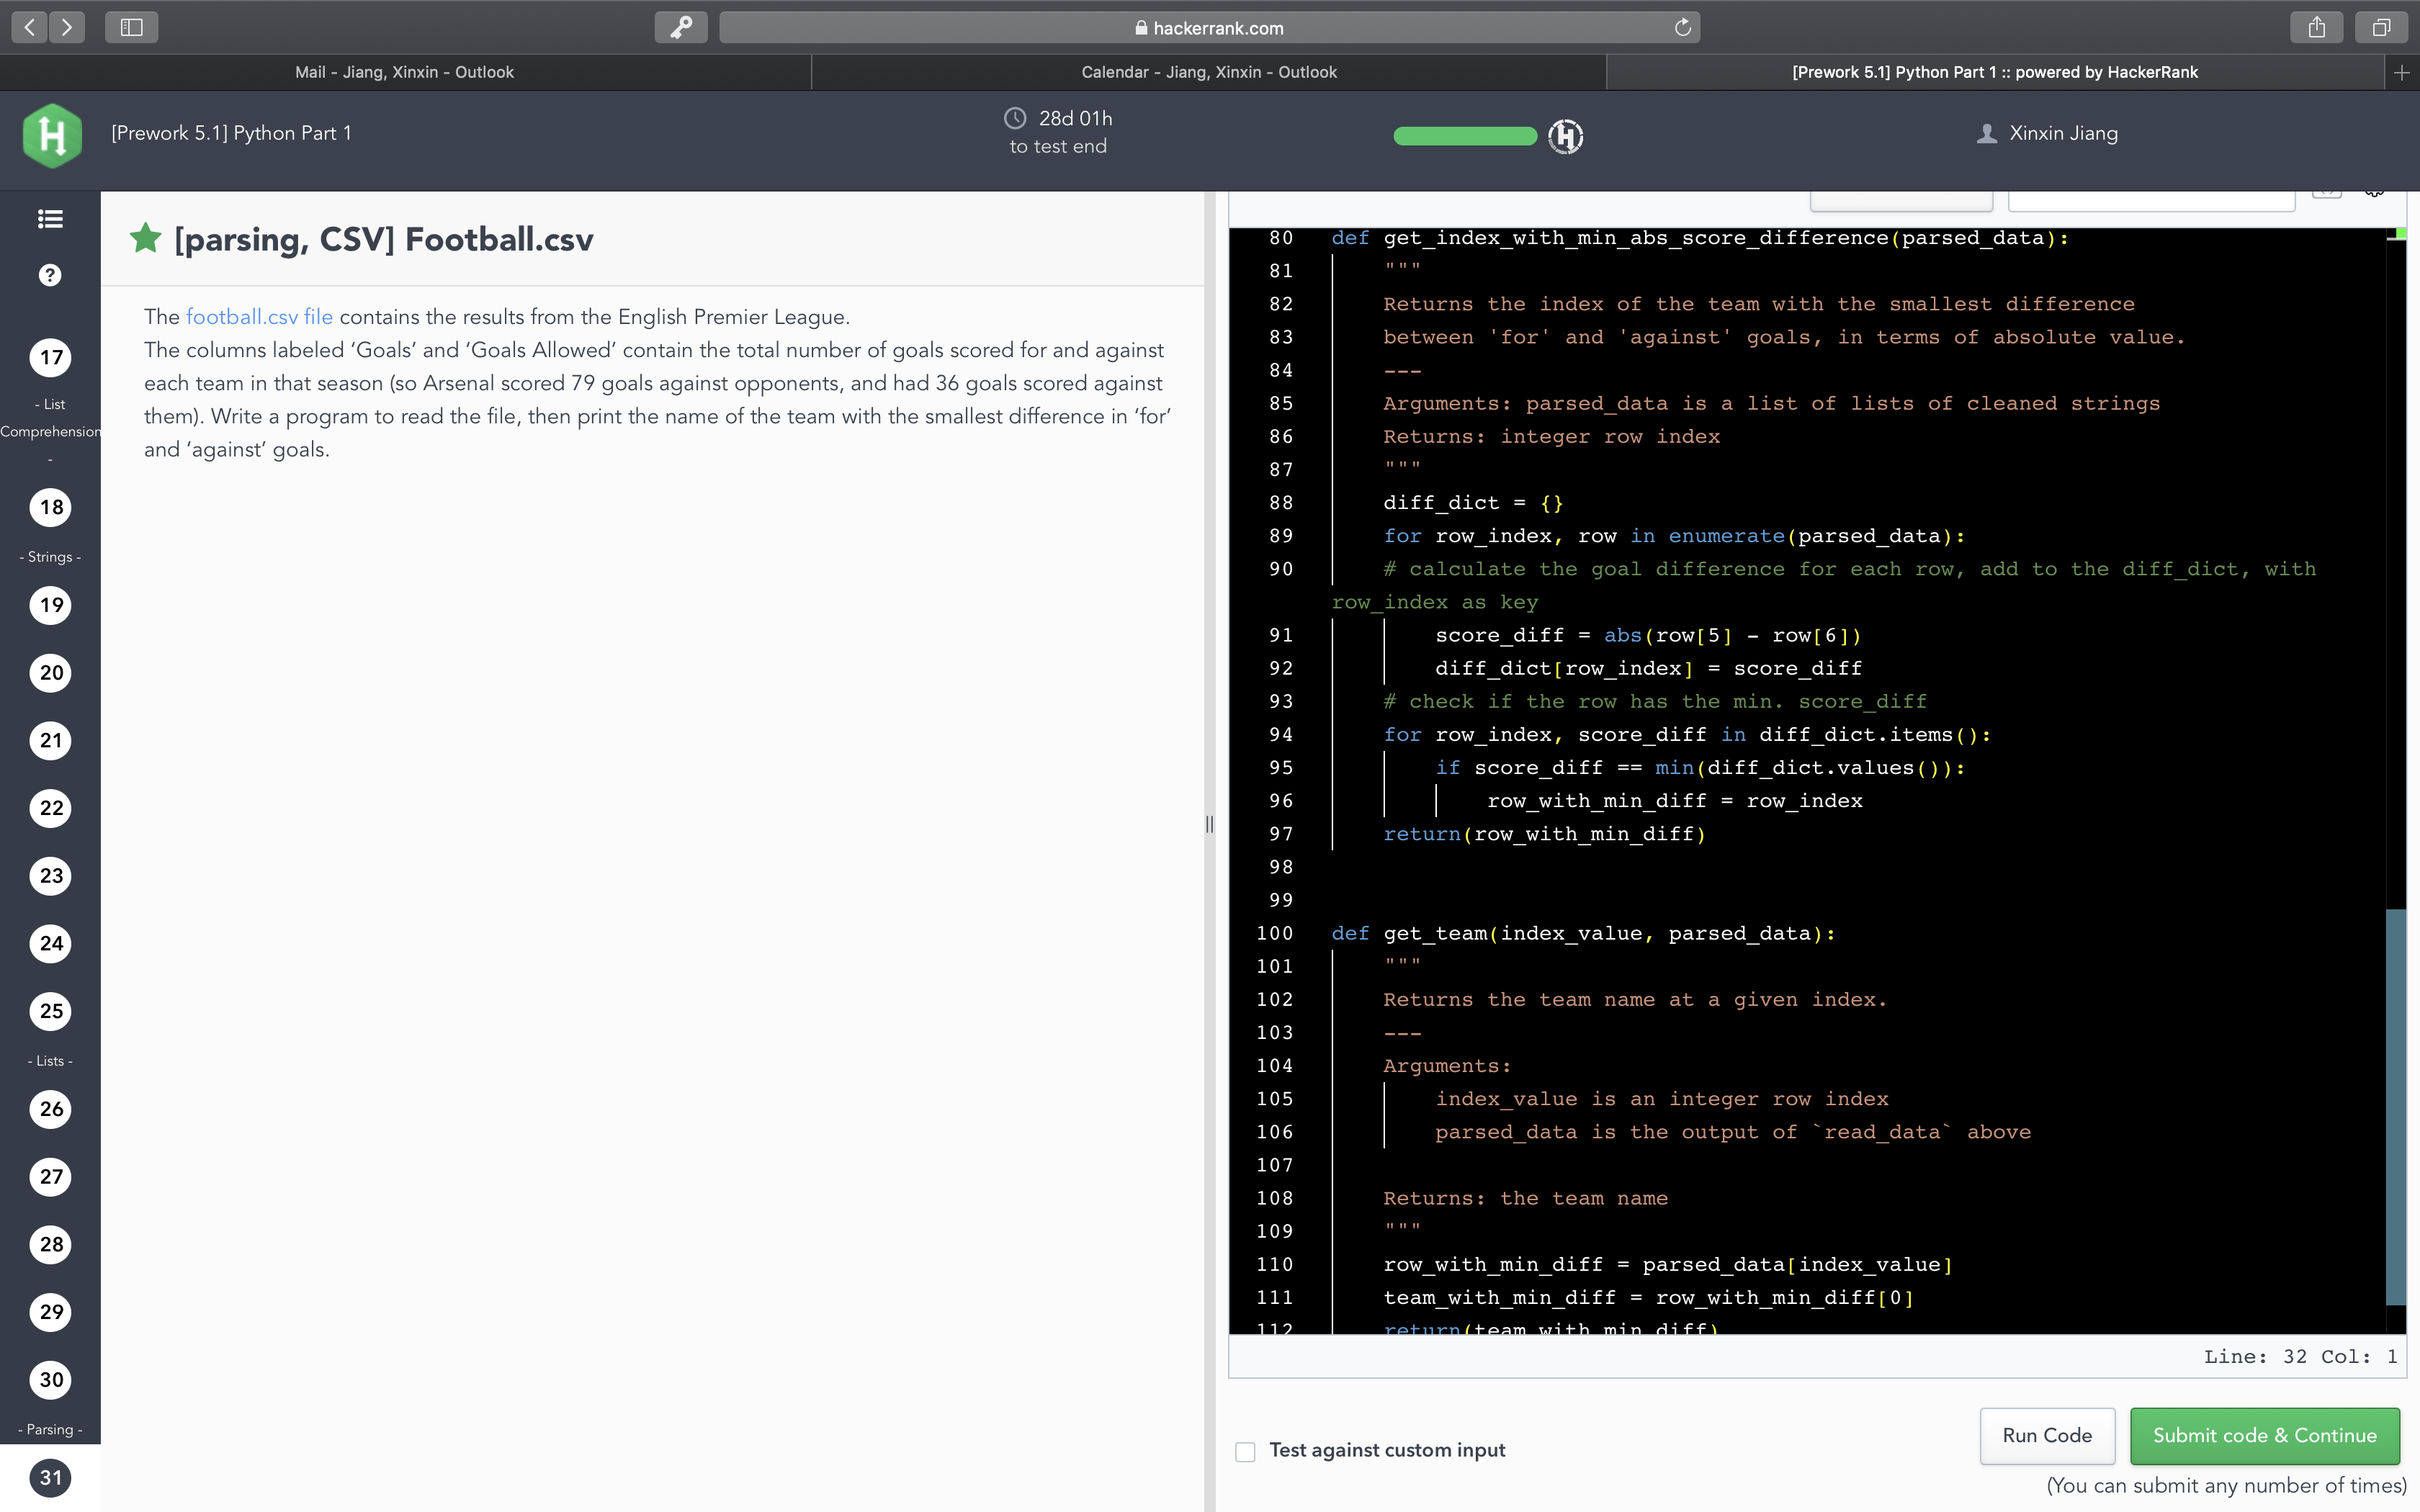 hackerrank.com
Mail - Jiang, Xinxin - Outlook
Calendar - Jiang, Xinxin - Outlook
[Prework 5.1] Python Part 1 :: powered by HackerRank
[Prework 5.1] Python Part 1
28d 01h
to test end
Xinxin Jiang
17
- List
Comprehension
-
18
- Strings -
19
20
21
22
23
24
25
- Lists -
26
27
28
29
30
- Parsing -
31
[parsing, CSV] Football.csv
The football.csv file contains the results from the English Premier League.
The columns labeled ‘Goals’ and ‘Goals Allowed’ contain the total number of goals scored for and against
each team in that season (so Arsenal scored 79 goals against opponents, and had 36 goals scored against
them). Write a program to read the file, then print the name of the team with the smallest difference in ‘for’
and ‘against’ goals.
80 def get_index_with_min_abs_score_difference(parsed_data):
81 """
82 Returns the index of the team with the smallest difference
83 between 'for' and 'against' goals, in terms of absolute value.
84 ---
85 Arguments: parsed_data is a list of lists of cleaned strings
86 Returns: integer row index
87 """
88 diff_dict = {}
89 for row_index, row in enumerate(parsed_data):
90 # calculate the goal difference for each row, add to the diff_dict, with
row_index as key
91 score_diff = abs(row[5] - row[6])
92 diff_dict[row_index] = score_diff
93 # check if the row has the min. score_diff
94 for row_index, score_diff in diff_dict.items():
95 if score_diff == min(diff_dict.values()):
96 row_with_min_diff = row_index
97 return(row_with_min_diff)
98
99
100 def get_team(index_value, parsed_data):
101 """
102 Returns the team name at a given index.
103 ---
104 Arguments:
105 index_value is an integer row index
106 parsed_data is the output of `read_data` above
107
108 Returns: the team name
109 """
110 row_with_min_diff = parsed_data[index_value]
111 team_with_min_diff = row_with_min_diff[0]
112 return(team_with_min_diff)
Line: 32 Col: 1
Test against custom input
Run Code
Submit code & Continue
(You can submit any number of times)